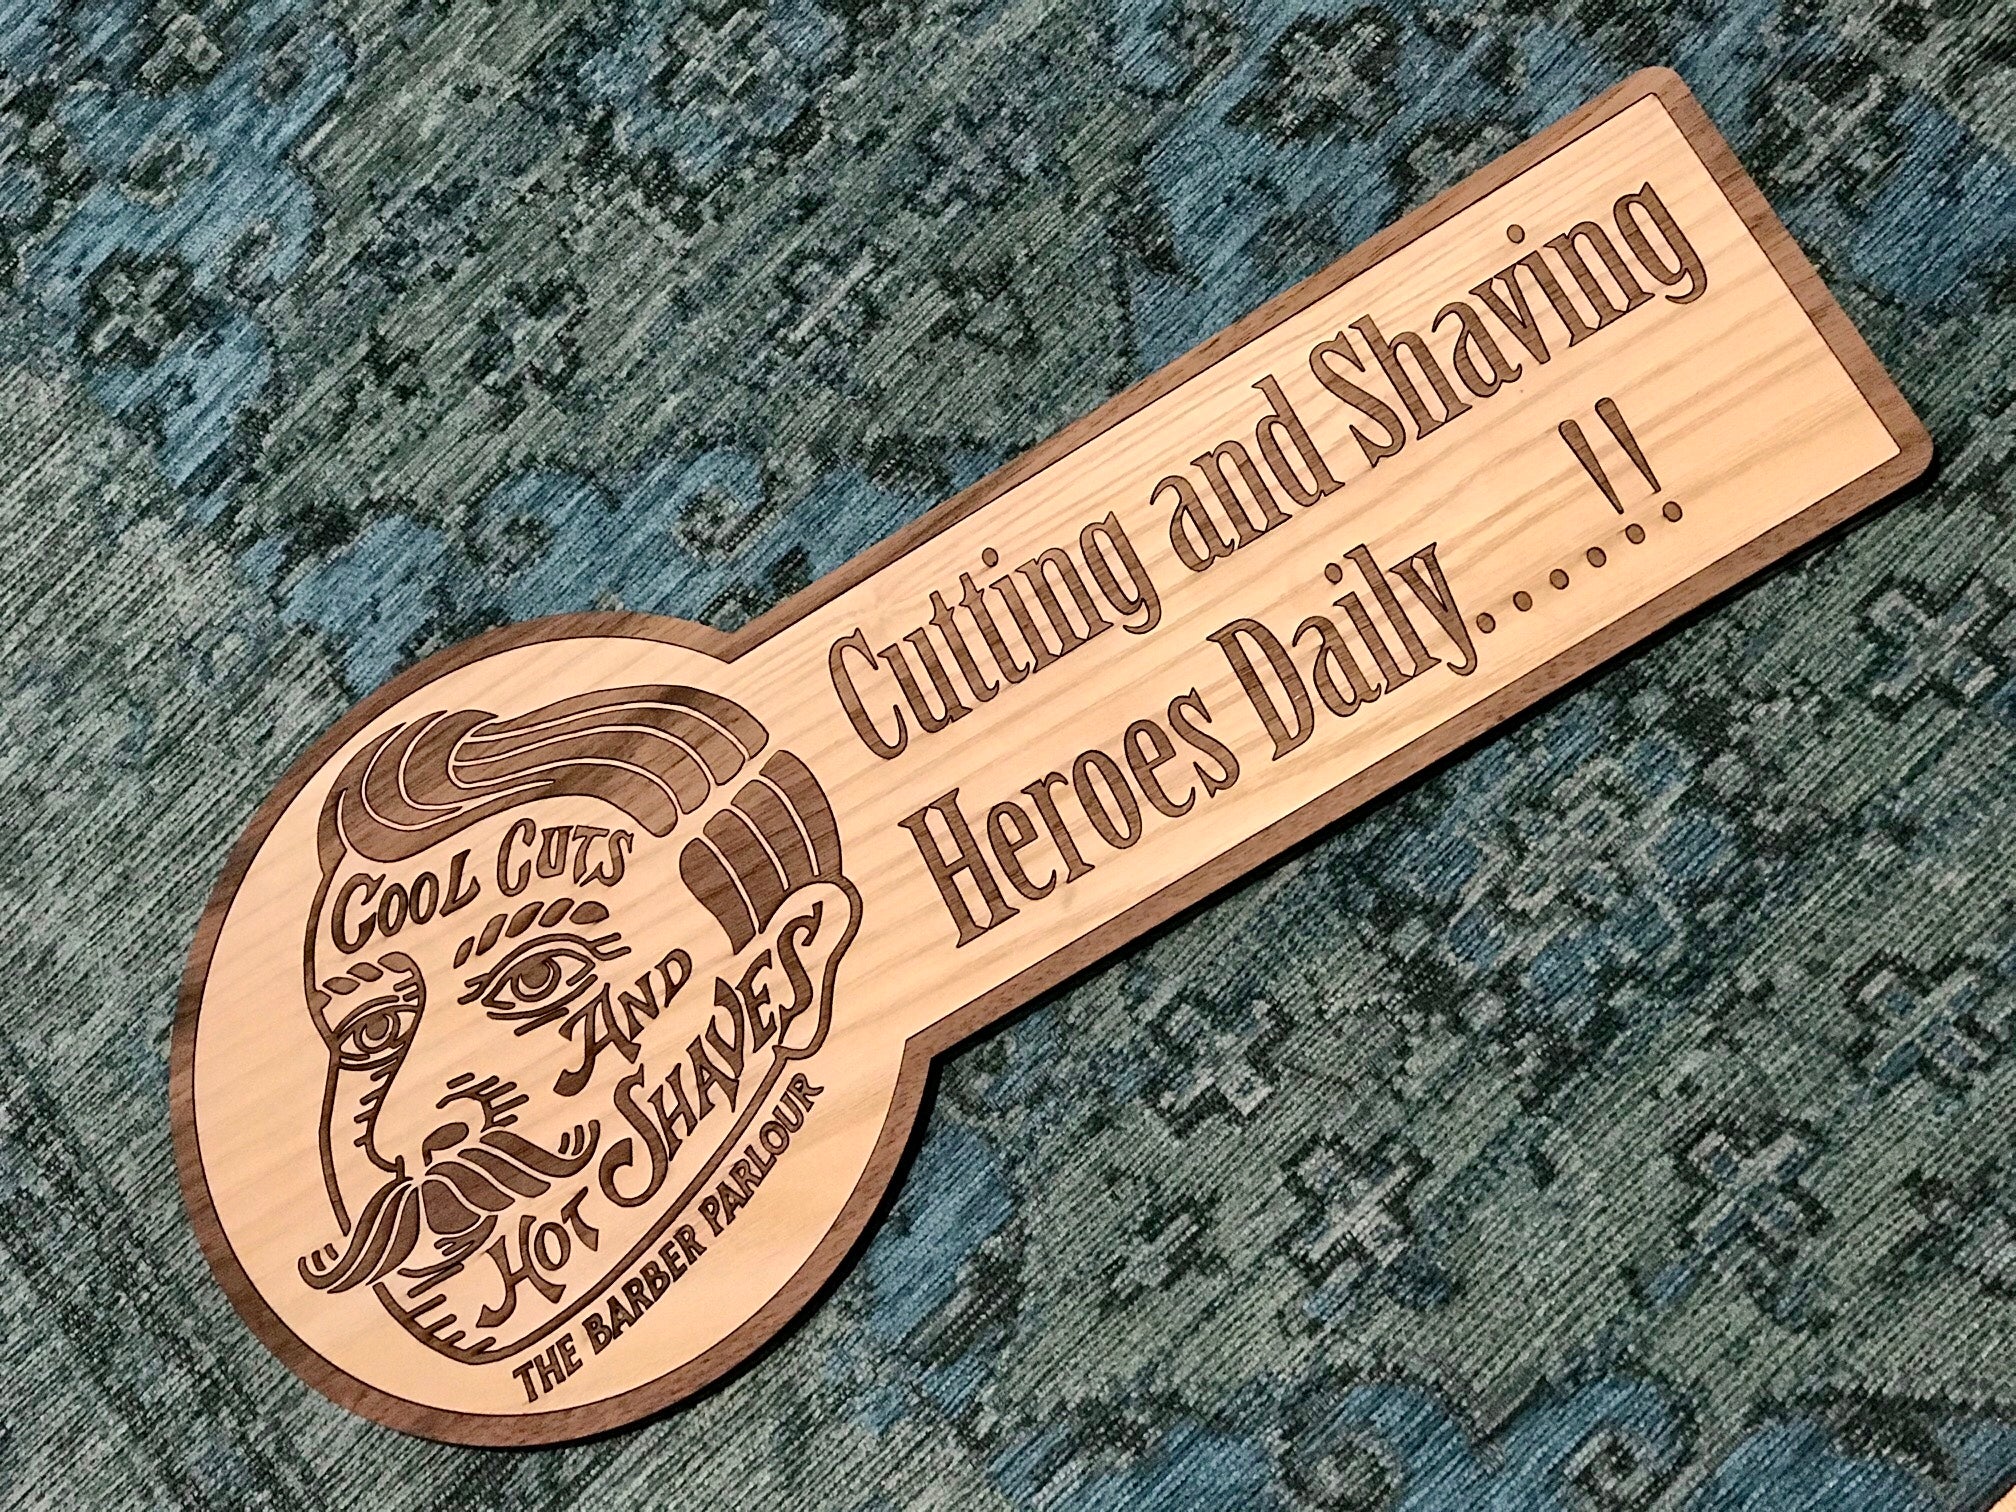 Cool Cuts
And
Hot Shaves
THE BARBER PARLOUR
Cutting and Shaving
Heroes Daily.....!!